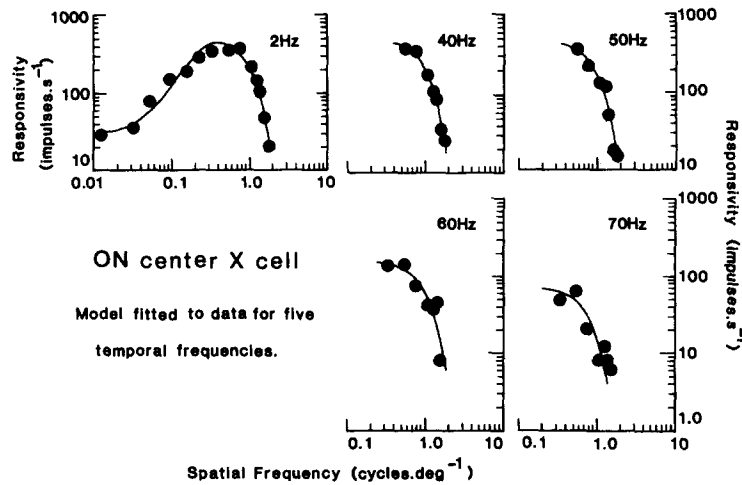 Responsivity
(impulses.s⁻¹)
1000
100
10
2Hz
0.01
0.1
1.0
10
40Hz
50Hz
1000
100
10
Responsivity (impulses.s⁻¹)
ON center X cell
Model fitted to data for five
temporal frequencies.
60Hz
70Hz
1000
100
10
1.0
0.1
1.0
10
0.1
1.0
10
Spatial Frequency (cycles.deg⁻¹)